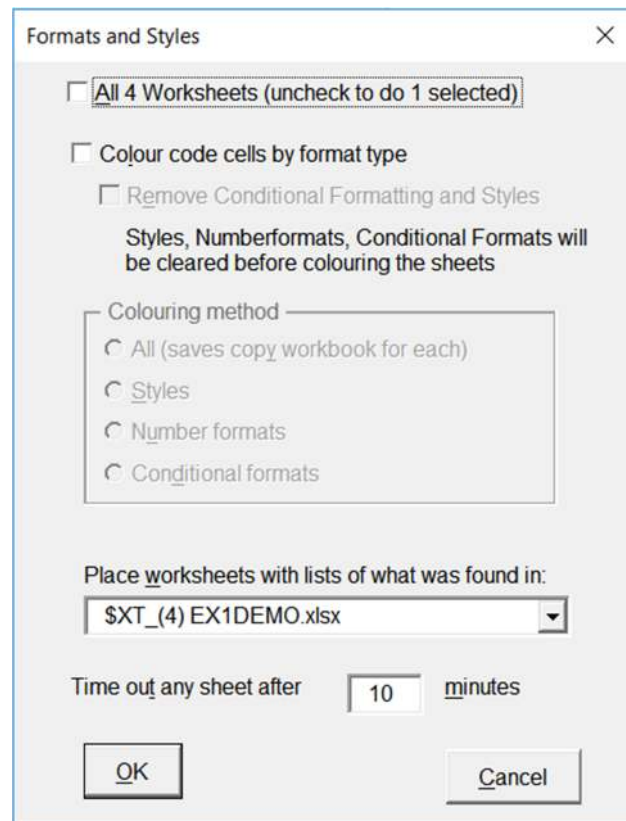 Formats and Styles
All 4 Worksheets (uncheck to do 1 selected)
Colour code cells by format type
Remove Conditional Formatting and Styles
Styles, Numberformats, Conditional Formats will
be cleared before colouring the sheets
Colouring method
All (saves copy workbook for each)
Styles
Number formats
Conditional formats
Place worksheets with lists of what was found in:
$XT_(4) EX1DEMO.xlsx
Time out any sheet after 10 minutes
OK
Cancel